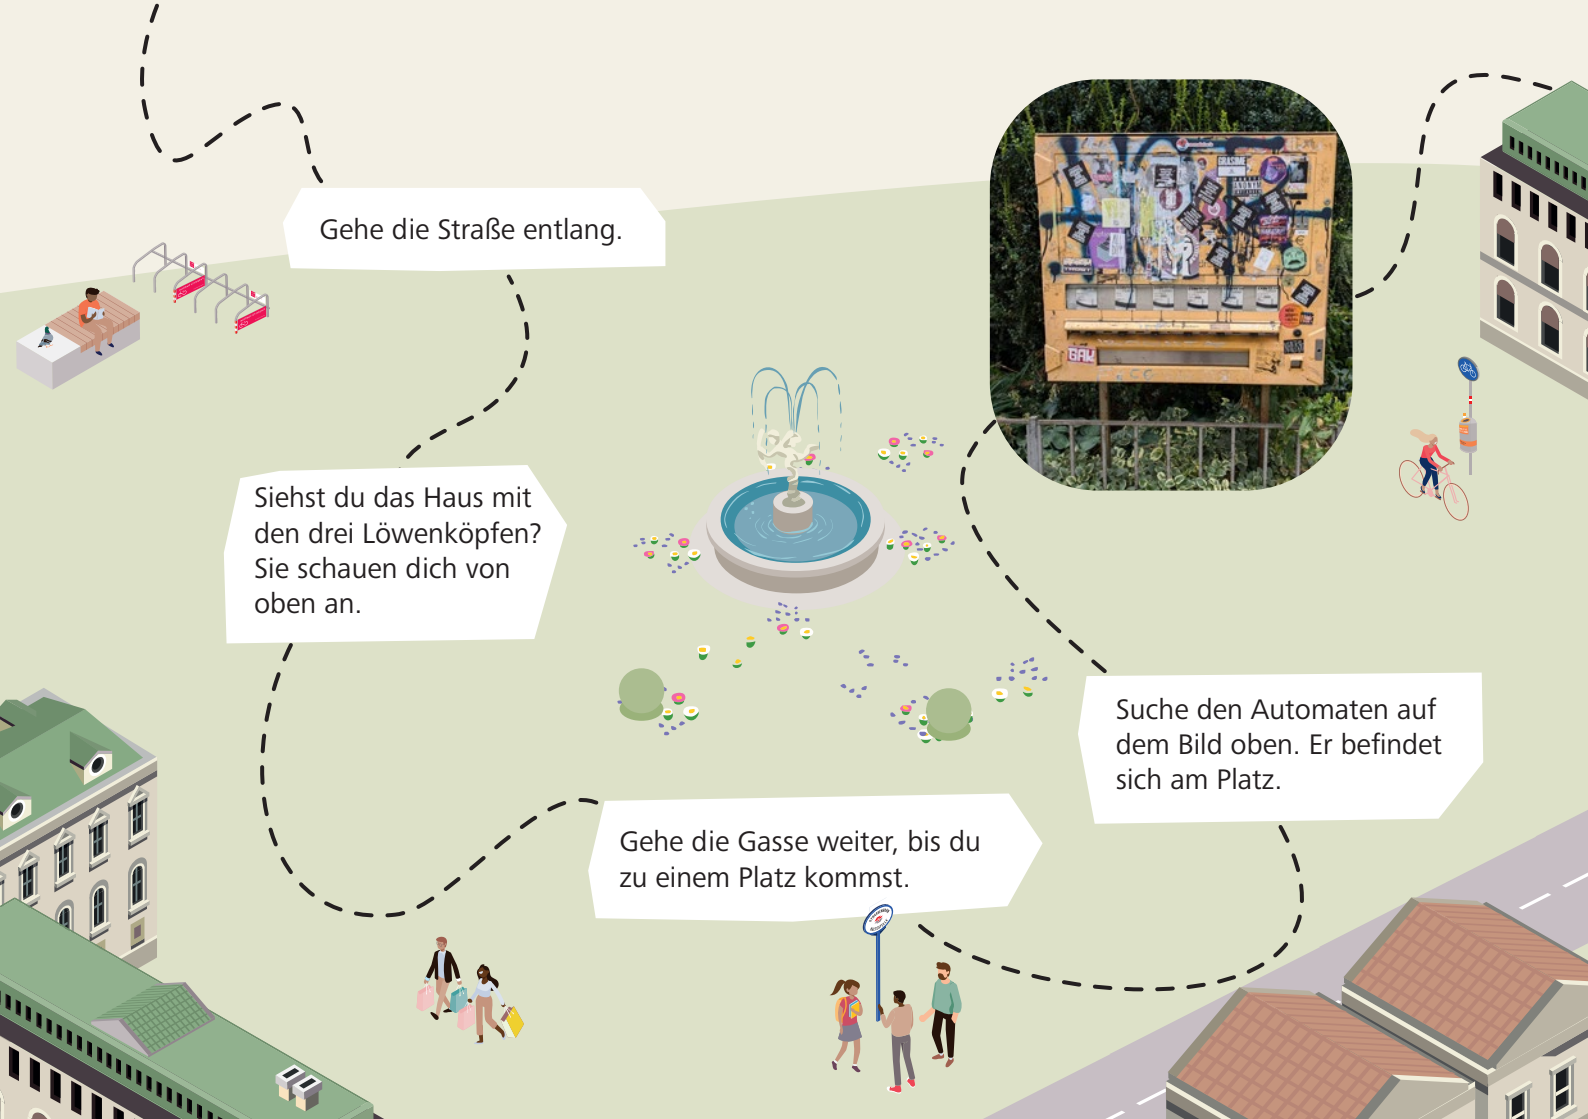 Gehe die Straße entlang.
Siehst du das Haus mit
den drei Löwenköpfen?
Sie schauen dich von
oben an.
Gehe die Gasse weiter, bis du
zu einem Platz kommst.
Suche den Automaten auf
dem Bild oben. Er befindet
sich am Platz.
GAK